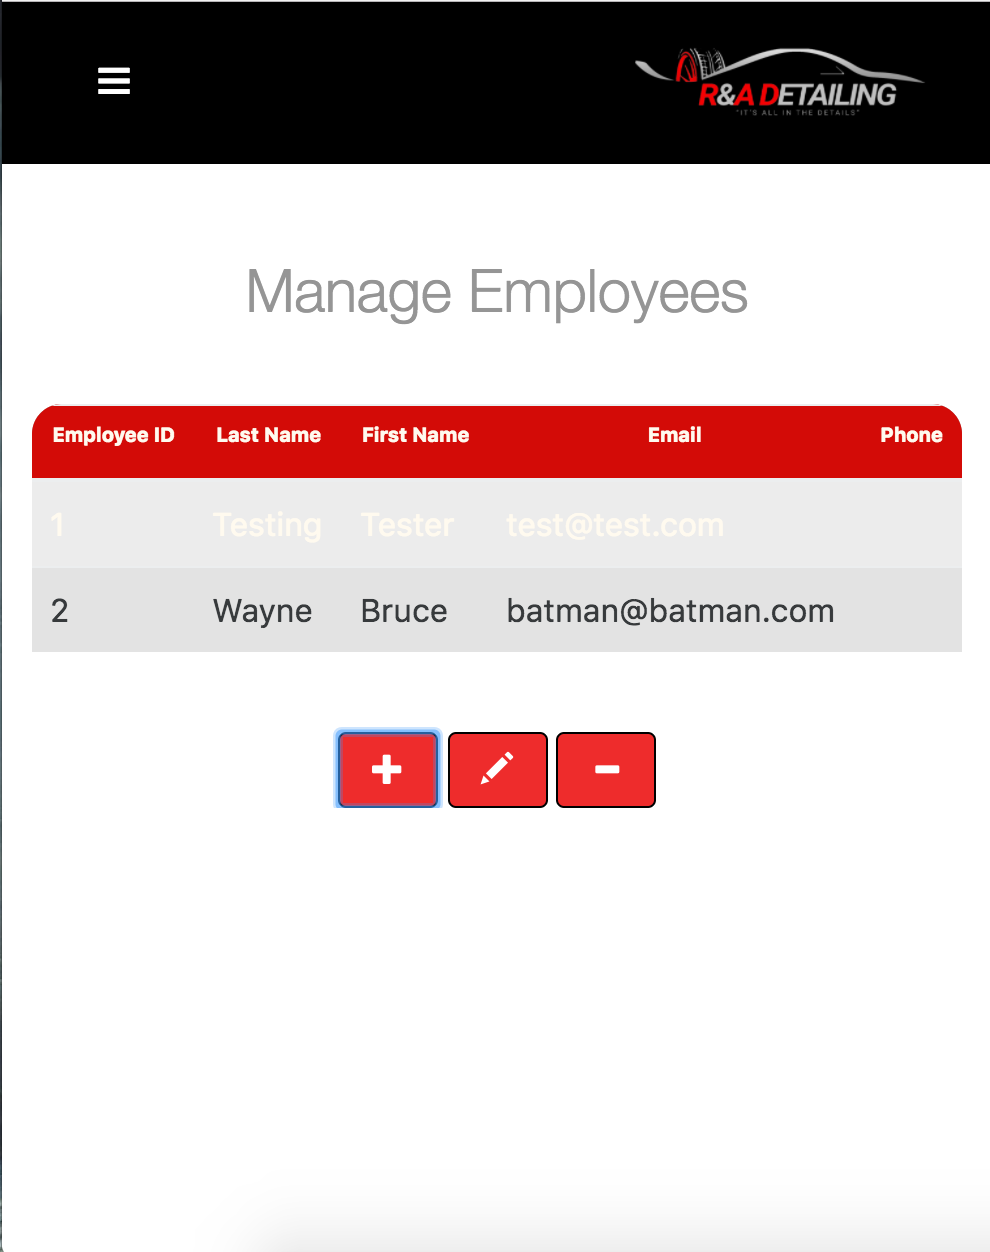 R&A DETAILING
"IT'S ALL IN THE DETAILS"
Manage Employees
Employee ID Last Name First Name Email Phone
1 Testing Tester test@test.com
2 Wayne Bruce batman@batman.com